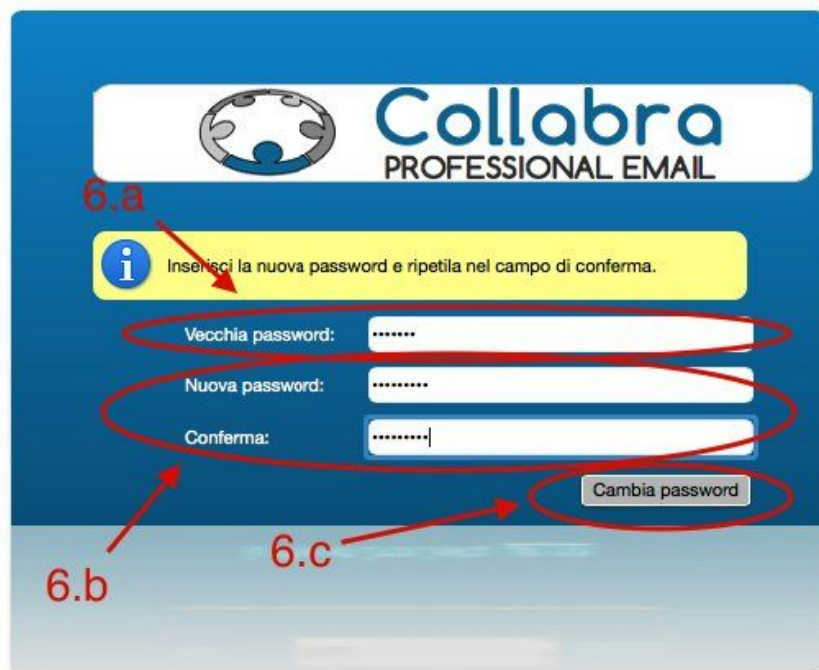 Collabra
PROFESSIONAL EMAIL
6.a
Inserisci la nuova password e ripetila nel campo di conferma.
Vecchia password:
Nuova password:
Conferma:
Cambia password
6.c
6.b